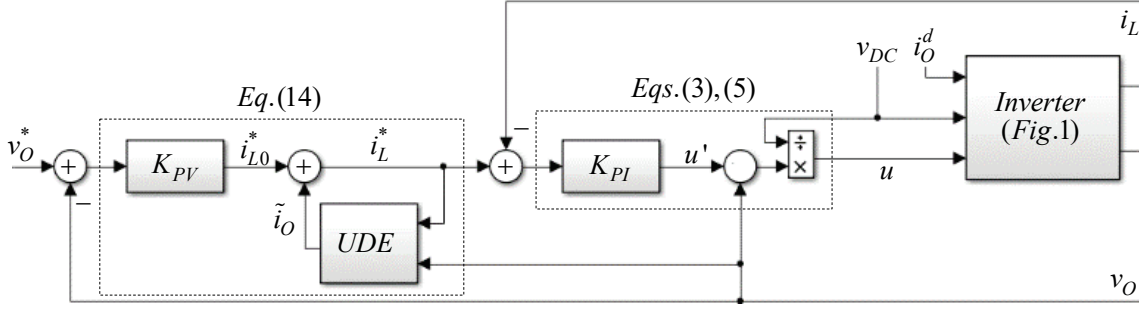 i_L
v_DC
i_O^d
Eq.(14)
Eqs.(3),(5)
Inverter
(Fig.1)
v_O^*
+
−
K_PV
i_L0^*
+
i_L^*
−
+
K_PI
u'
÷
×
u
ĩ_O
UDE
v_O